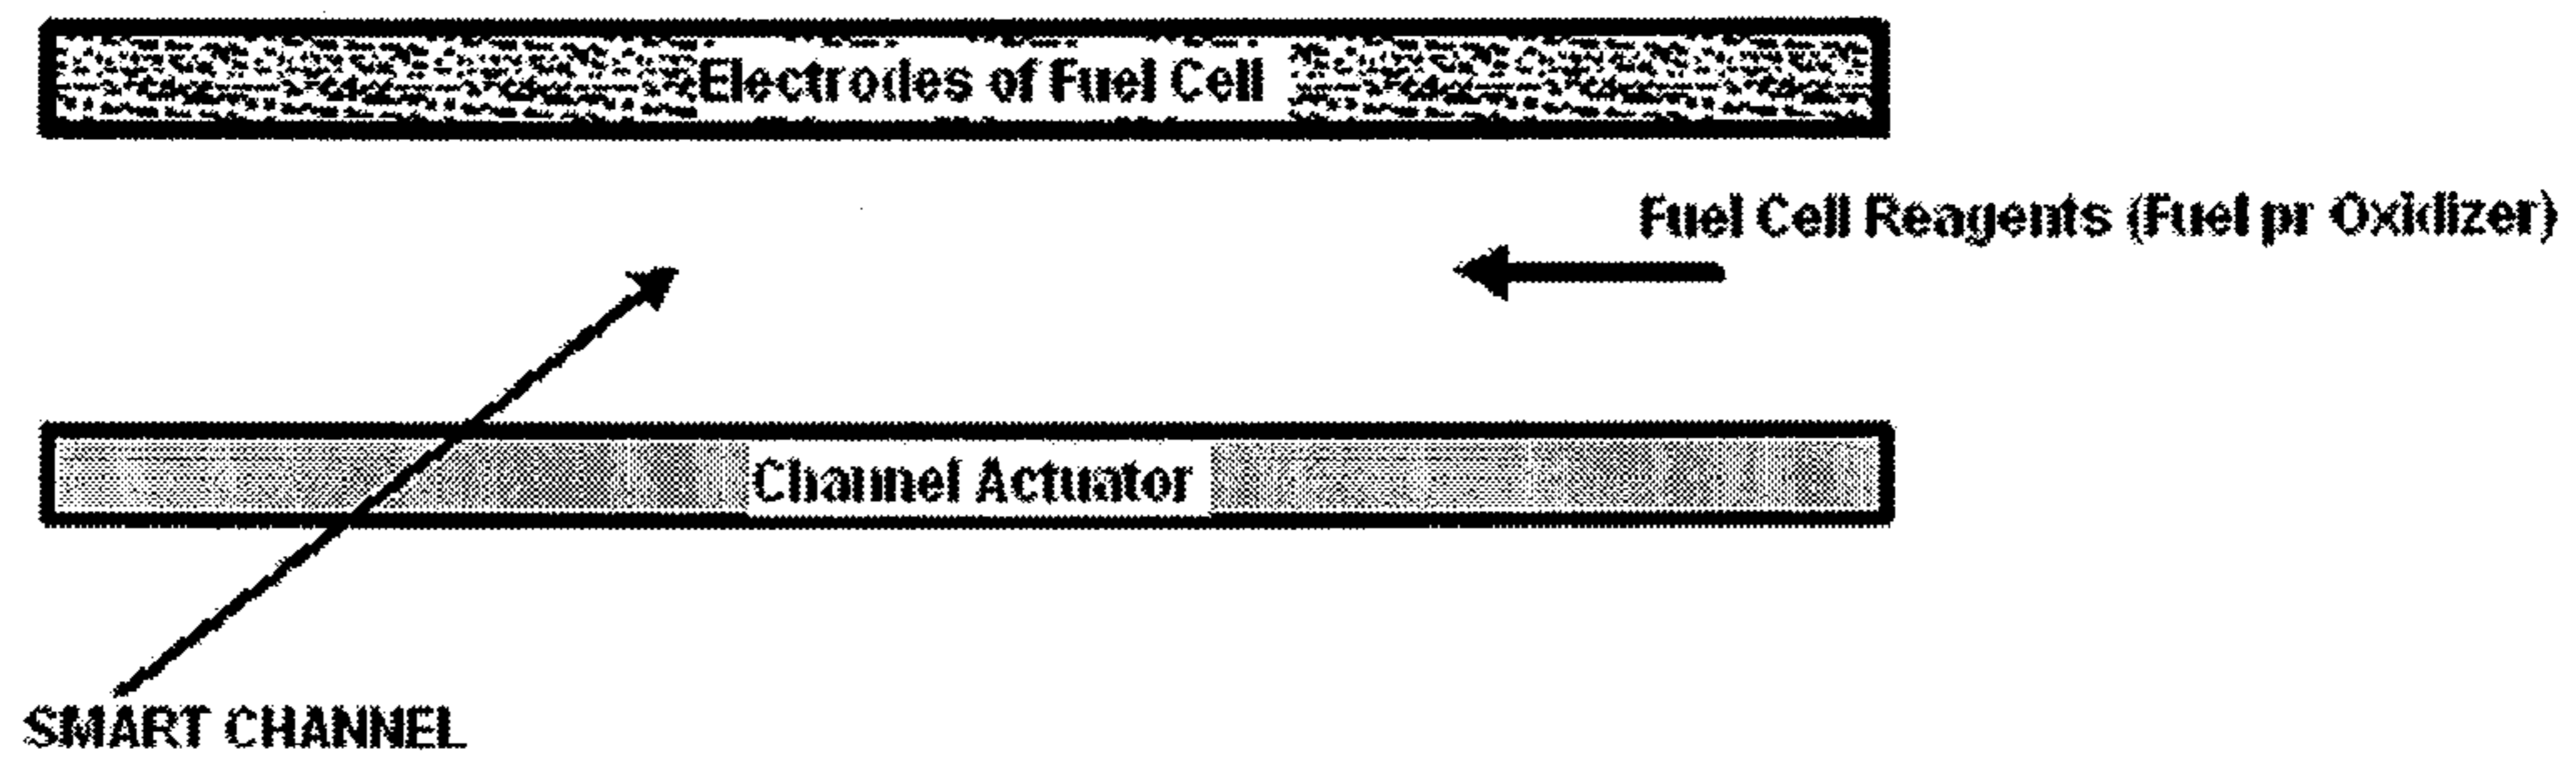 Electrodes of Fuel Cell
Fuel Cell Reagents (Fuel pr Oxidizer)
Channel Actuator
SMART CHANNEL